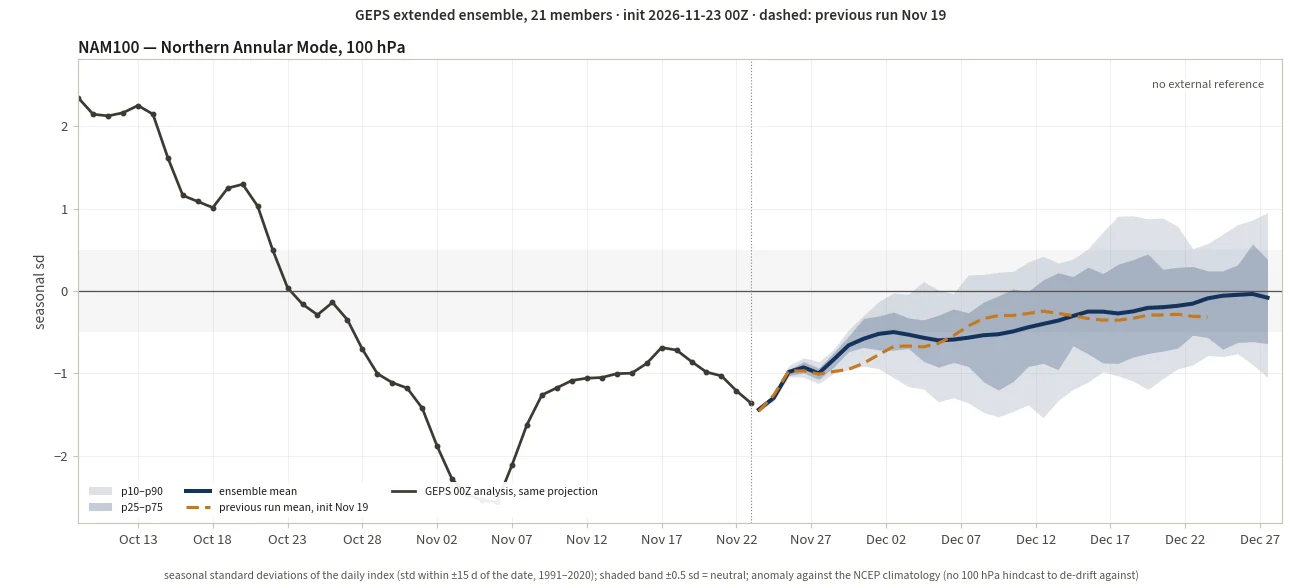 GEPS extended ensemble, 21 members · init 2026-11-23 00Z · dashed: previous run Nov 19
NAM100 — Northern Annular Mode, 100 hPa
no external reference
seasonal sd
2
1
0
−1
−2
p10–p90
p25–p75
ensemble mean
previous run mean, init Nov 19
GEPS 00Z analysis, same projection
Oct 13
Oct 18
Oct 23
Oct 28
Nov 02
Nov 07
Nov 12
Nov 17
Nov 22
Nov 27
Dec 02
Dec 07
Dec 12
Dec 17
Dec 22
Dec 27
seasonal standard deviations of the daily index (std within ±15 d of the date, 1991–2020); shaded band ±0.5 sd = neutral; anomaly against the NCEP climatology (no 100 hPa hindcast to de-drift against)